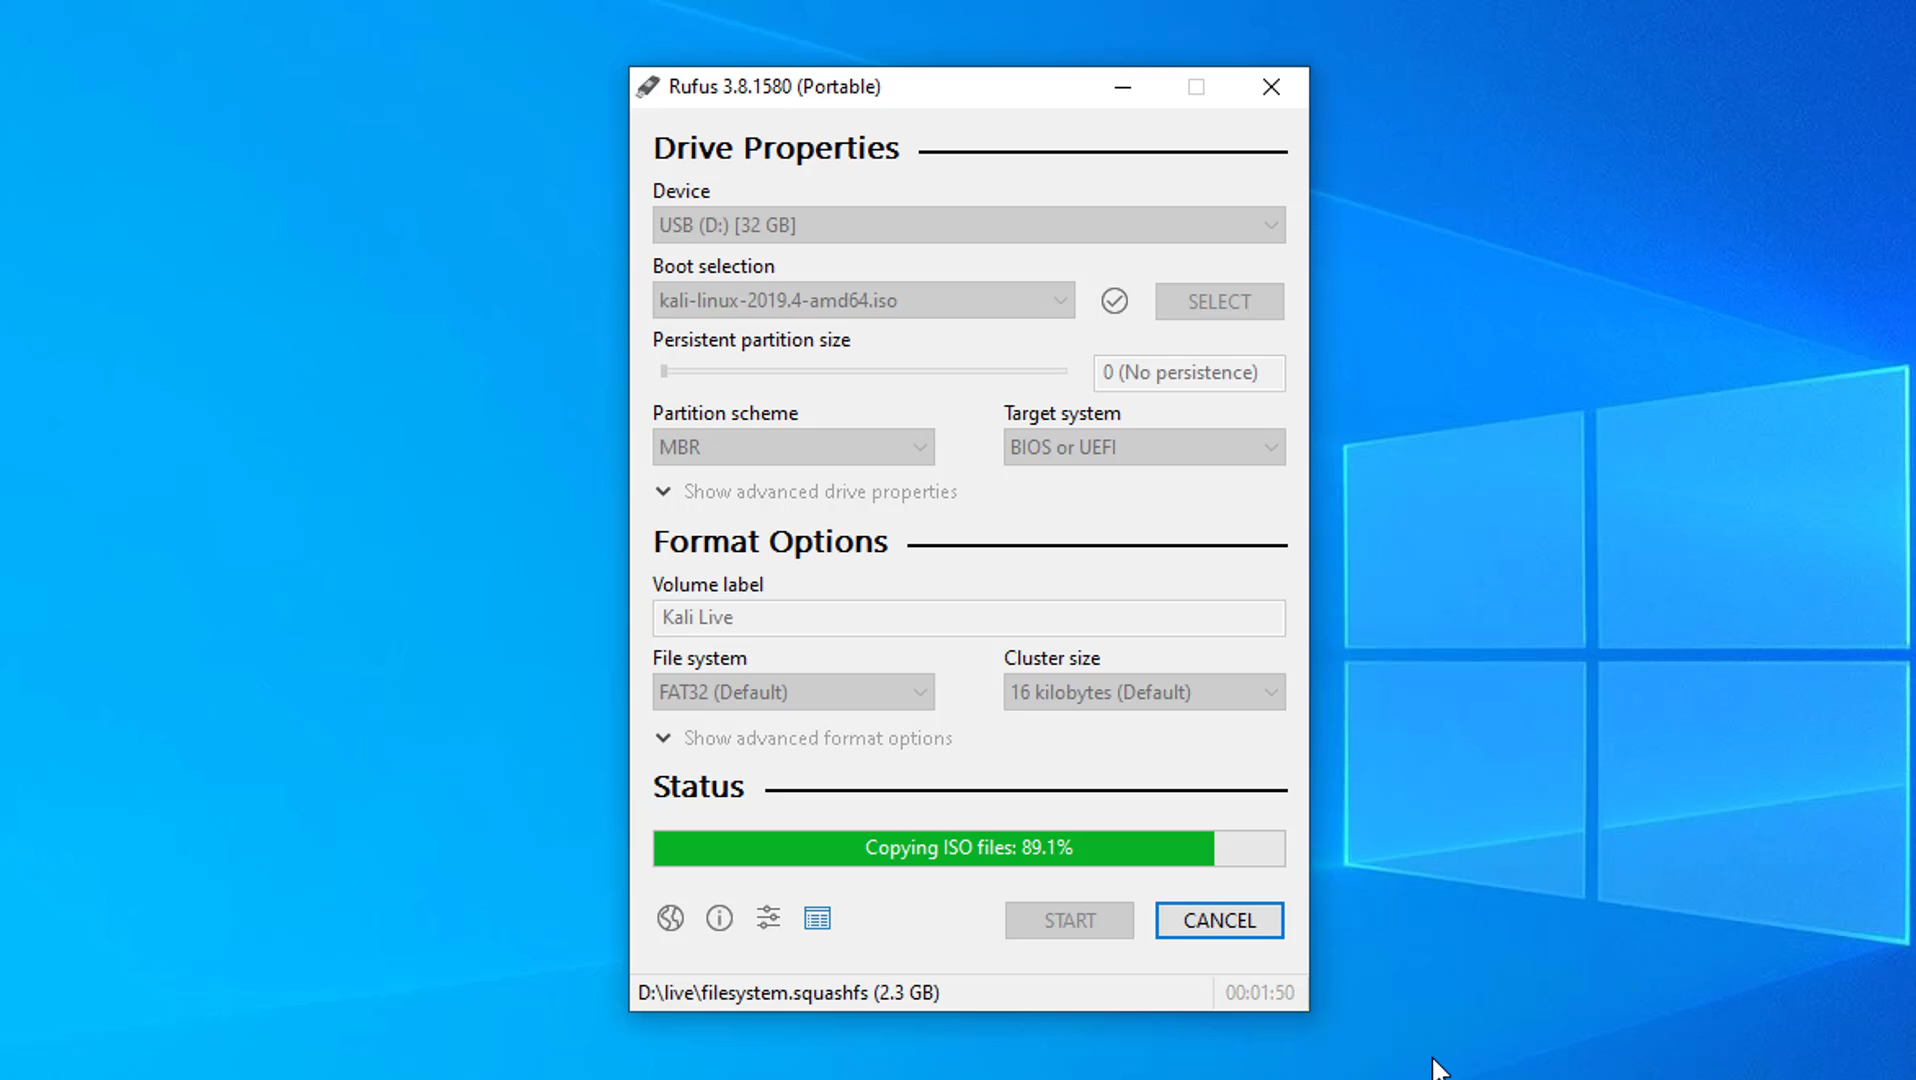 Rufus 3.8.1580 (Portable)
Drive Properties
Device
USB (D:) [32 GB]
Boot selection
kali-linux-2019.4-amd64.iso
SELECT
Persistent partition size
0 (No persistence)
Partition scheme
Target system
MBR
BIOS or UEFI
Show advanced drive properties
Format Options
Volume label
Kali Live
File system
Cluster size
FAT32 (Default)
16 kilobytes (Default)
Show advanced format options
Status
Copying ISO files: 89.1%
START
CANCEL
D:\live\filesystem.squashfs (2.3 GB)
00:01:50